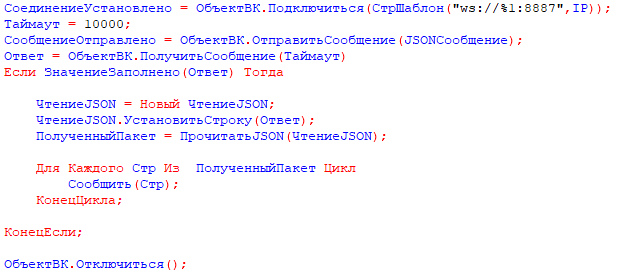 СоединениеУстановлено = ОбъектВК.Подключиться(СтрШаблон("ws://%1:8887",IP));
Таймаут = 10000;
СообщениеОтправлено = ОбъектВК.ОтправитьСообщение(JSONСообщение);
Ответ = ОбъектВК.ПолучитьСообщение(Таймаут)
Если ЗначениеЗаполнено(Ответ) Тогда
ЧтениеJSON = Новый ЧтениеJSON;
ЧтениеJSON.УстановитьСтроку(Ответ);
ПолученныйПакет = ПрочитатьJSON(ЧтениеJSON);
Для Каждого Стр Из  ПолученныйПакет Цикл
Сообщить(Стр);
КонецЦикла;
КонецЕсли;
ОбъектВК.Отключиться();